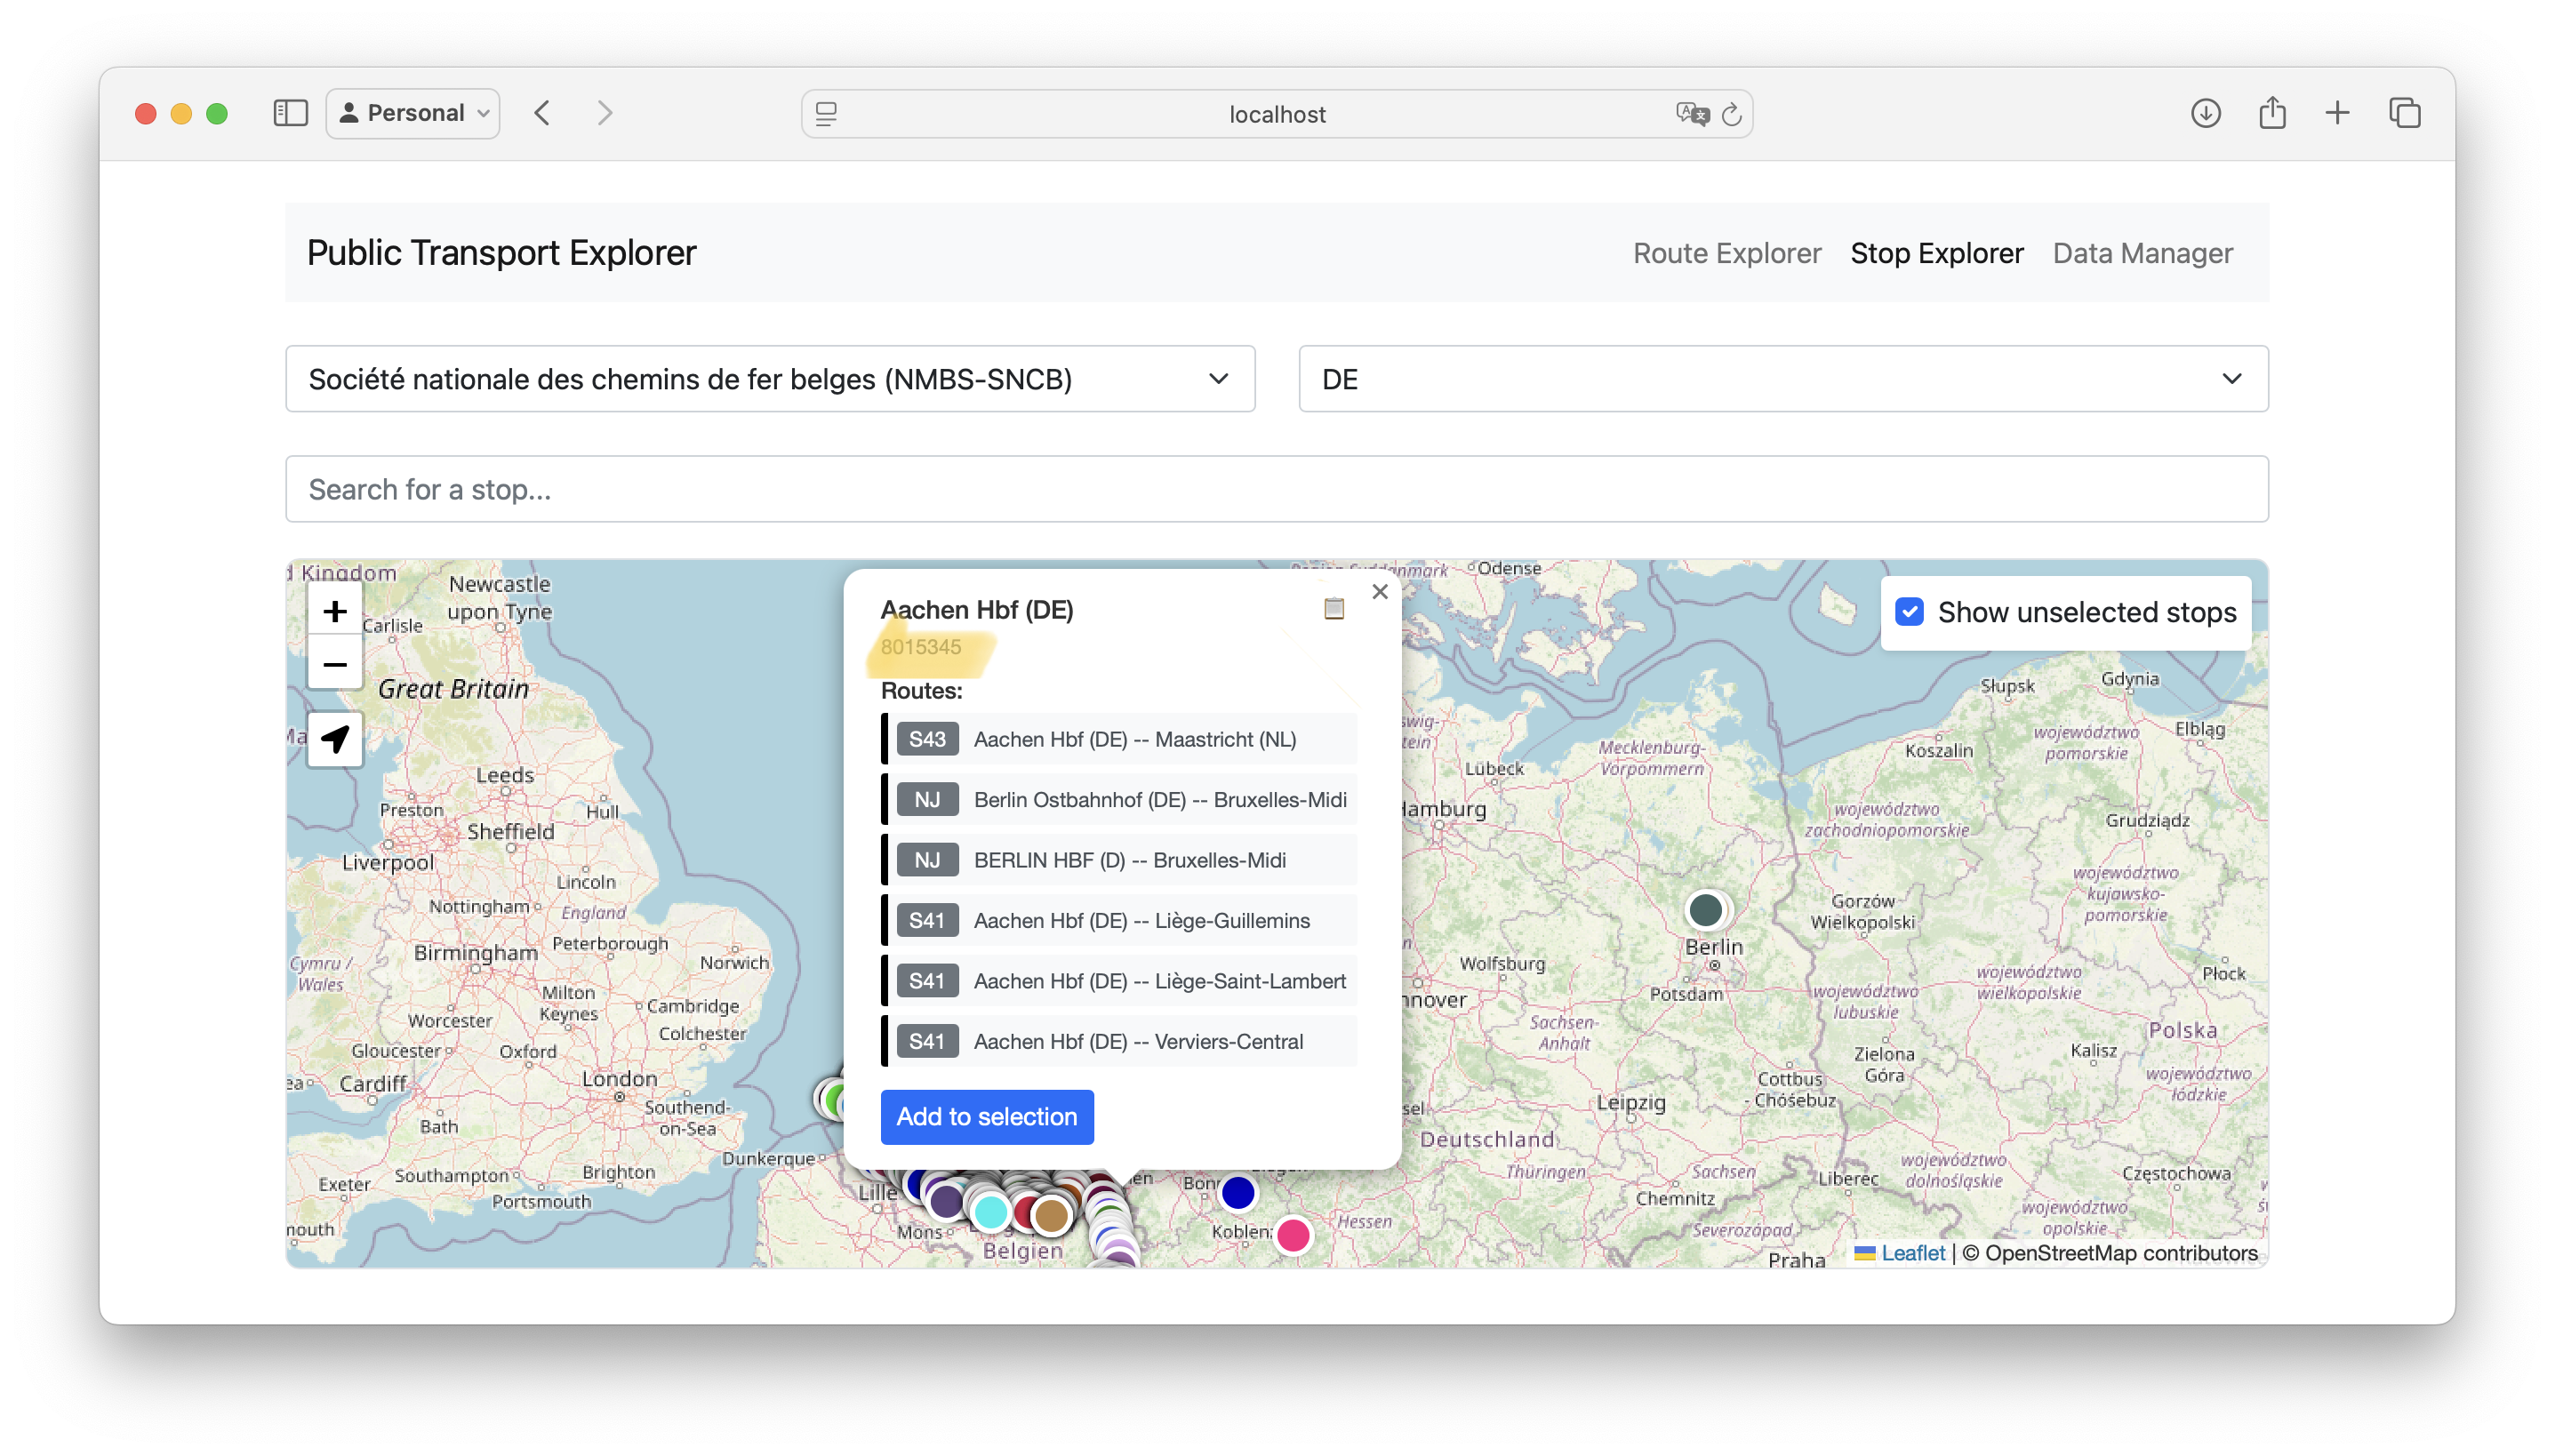 Personal
localhost
Public Transport Explorer
Route Explorer Stop Explorer Data Manager
Société nationale des chemins de fer belges (NMBS-SNCB)
DE
Search for a stop...
Show unselected stops
Aachen Hbf (DE)
8015345
Routes:
S43 Aachen Hbf (DE) -- Maastricht (NL)
NJ Berlin Ostbahnhof (DE) -- Bruxelles-Midi
NJ BERLIN HBF (D) -- Bruxelles-Midi
S41 Aachen Hbf (DE) -- Liège-Guillemins
S41 Aachen Hbf (DE) -- Liège-Saint-Lambert
S41 Aachen Hbf (DE) -- Verviers-Central
Add to selection
+
−
d Kingdom
Newcastle
upon Tyne
Carlisle
Great Britain
Leeds
Preston
Hull
Sheffield
Liverpool
Lincoln
Nottingham
England
Birmingham
Peterborough
Norwich
Cymru /
Wales
Milton
Keynes
Cambridge
Worcester
Colchester
Gloucester
Oxford
Cardiff
London
Southend-
on-Sea
Bath
Dunkerque
Southampton
Brighton
Exeter
Portsmouth
mouth
Lille
Mons
Belgien
Odense
Lübeck
Mecklenburg-
Vorpommern
Hamburg
Wolfsburg
Berlin
Potsdam
nnover
Sachsen-
Anhalt
Leipzig
Cottbus
- Chóśebuz
Deutschland
Thüringen
Sachsen
Chemnitz
Liberec
Hessen
Koblenz
Severozápad
Praha
Słupsk
Gdynia
Elbląg
Koszalin
województwo
pomorskie
województwo
zachodniopomorskie
Grudziądz
województwo
kujawsko-
pomorskie
Gorzów
Wielkopolski
województwo
wielkopolskie
Płock
województwo
lubuskie
Polska
Zielona
Góra
Kalisz
województwo
łódzkie
województwo
dolnośląskie
Częstochowa
województwo
opolskie
Leaflet | © OpenStreetMap contributors